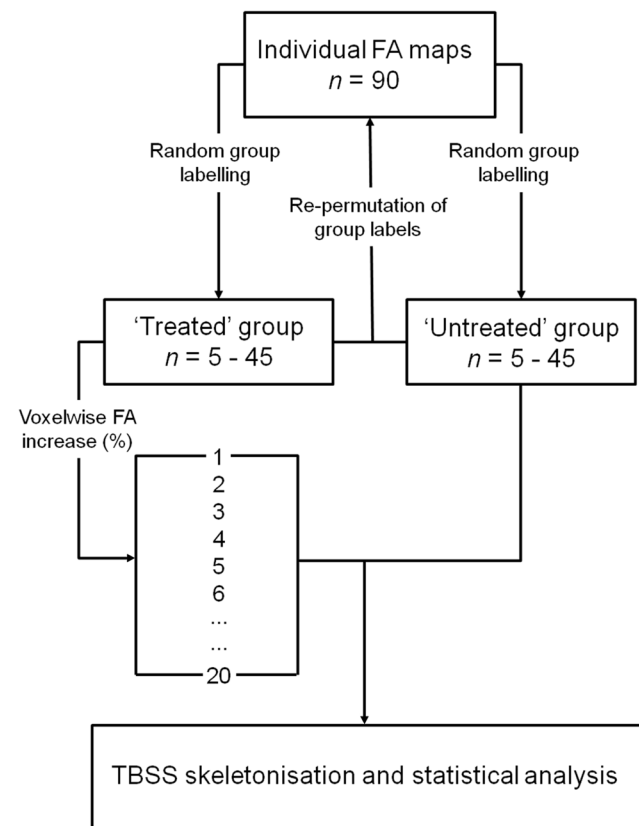 Individual FA maps
n = 90
Random group
labelling
Random group
labelling
Re-permutation of
group labels
‘Treated’ group
n = 5 - 45
‘Untreated’ group
n = 5 - 45
Voxelwise FA
increase (%)
1
2
3
4
5
6
...
...
20
TBSS skeletonisation and statistical analysis